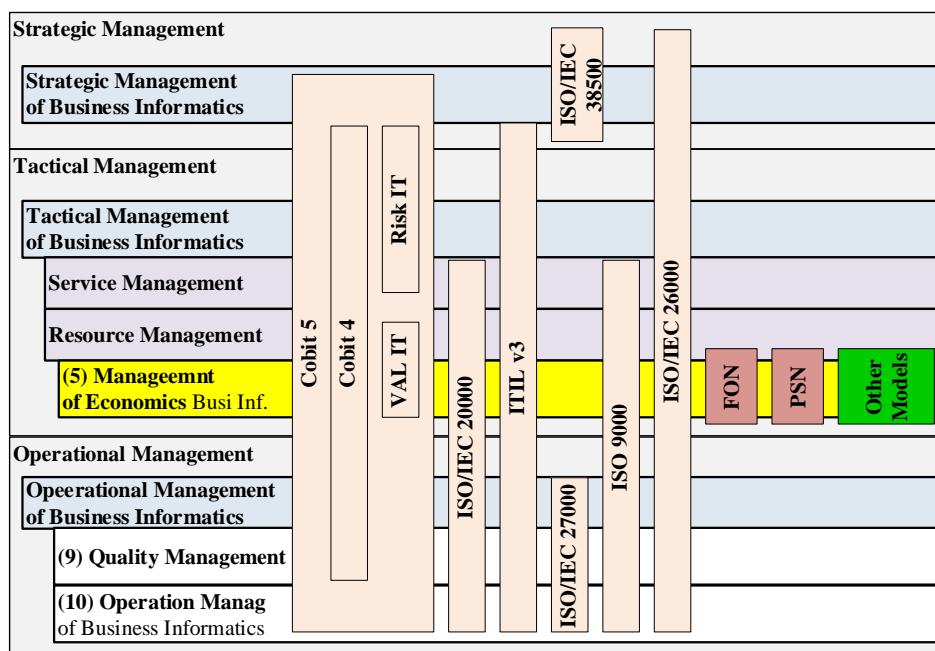 Strategic Management
Strategic Management
of Business Informatics
Tactical Management
Tactical Management
of Business Informatics
Service Management
Resource Management
(5) Manageemnt
of Economics Busi Inf.
Operational Management
Opeerational Management
of Business Informatics
(9) Quality Management
(10) Operation Manag
of Business Informatics
Cobit 5
Cobit 4
Risk IT
VAL IT
ISO/IEC 20000
ITIL v3
ISO/IEC
38500
ISO/IEC 27000
ISO 9000
ISO/IEC 26000
FON
PSN
Other
Models